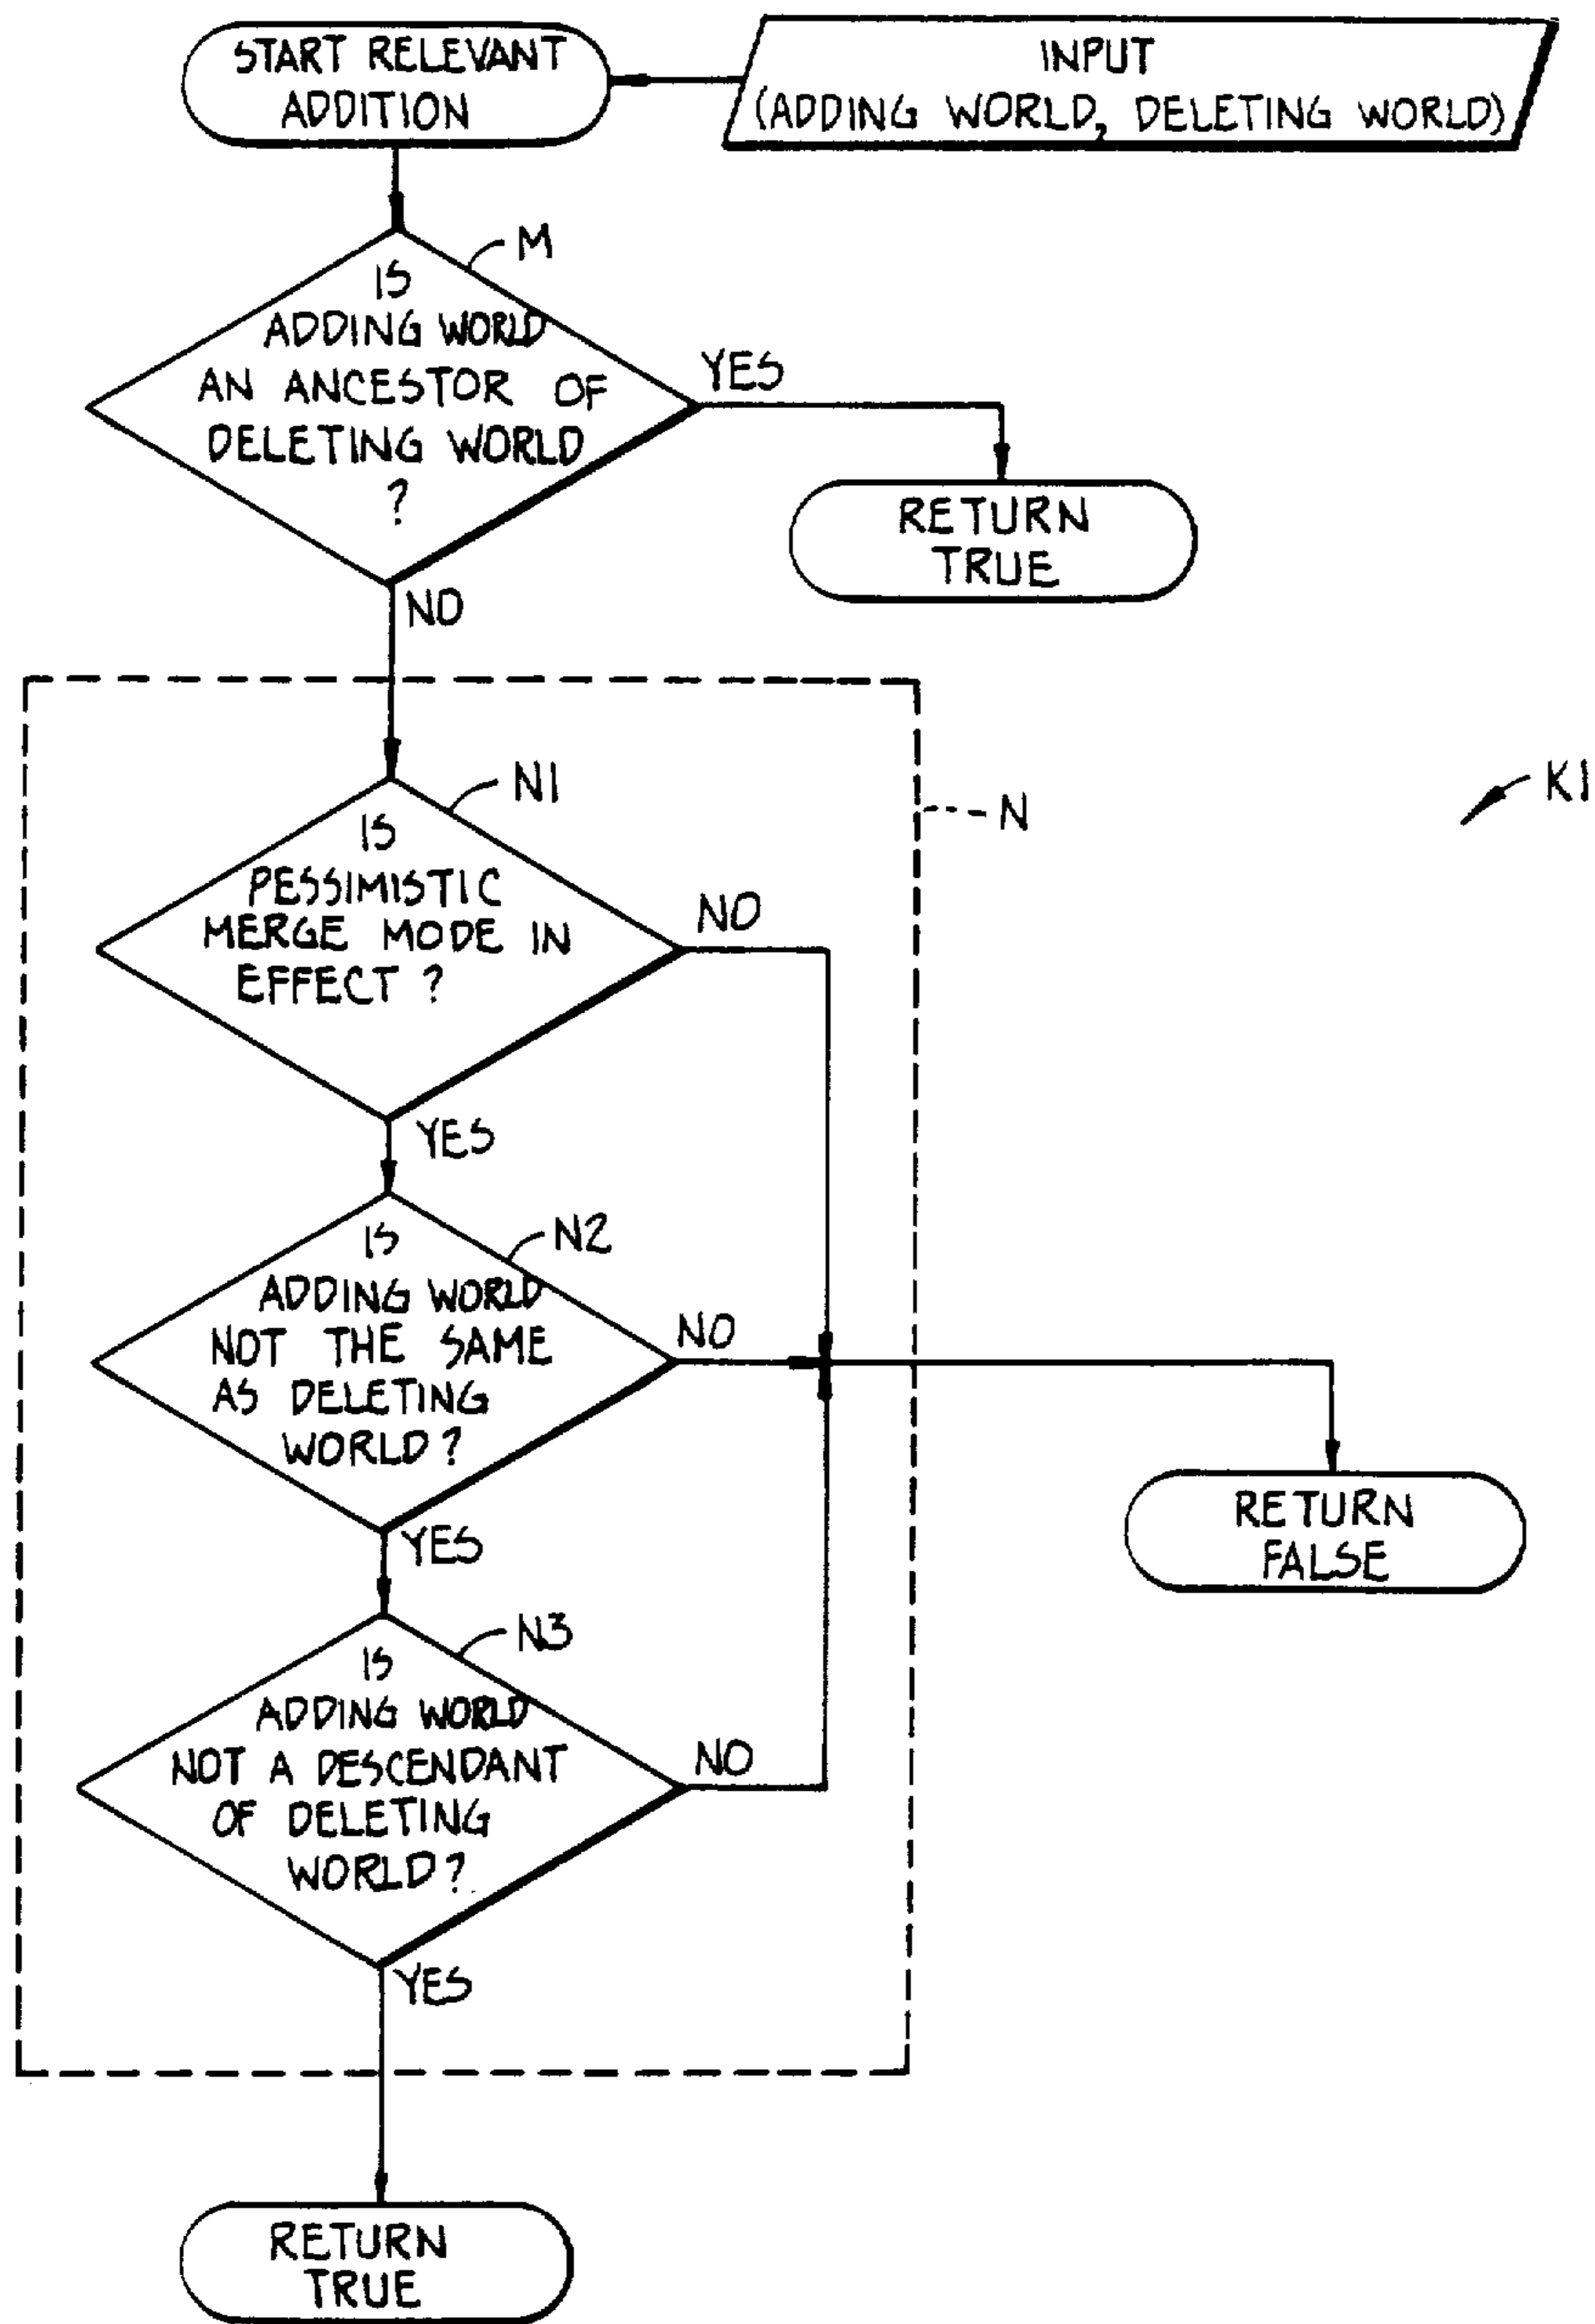 START RELEVANT
ADDITION
INPUT
(ADDING WORLD, DELETING WORLD)
M
IS
ADDING WORLD
AN ANCESTOR OF
DELETING WORLD
?
YES
RETURN
TRUE
NO
N1
IS
PESSIMISTIC
MERGE MODE IN
EFFECT ?
NO
N
K1
YES
N2
IS
ADDING WORLD
NOT THE SAME
AS DELETING
WORLD?
NO
RETURN
FALSE
YES
N3
IS
ADDING WORLD
NOT A DESCENDANT
OF DELETING
WORLD?
NO
YES
RETURN
TRUE